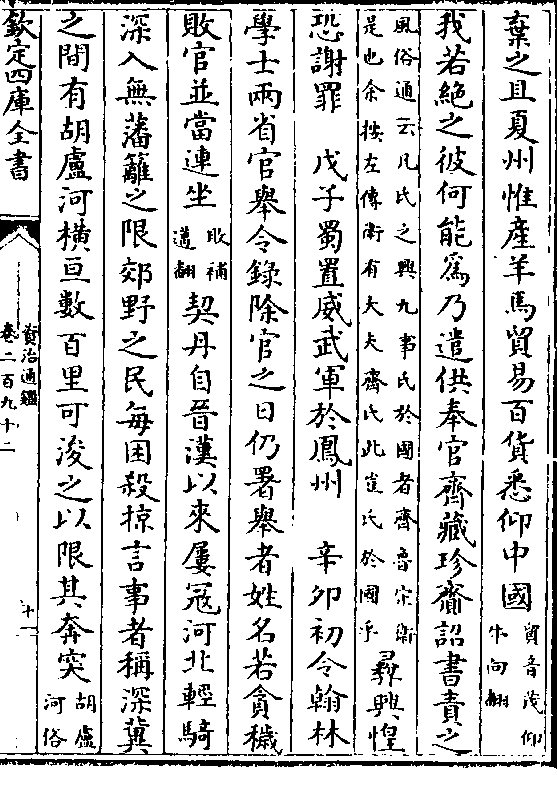 棄之且夏州惟產羊馬貿易百貨悉仰中國貿音茂仰牛向翻
我若絶之彼何能為乃遣供奉官齊藏珍齎詔書責之
風俗通云凡氏之興九事氏於國者齊魯宋衛是也余按左傳衛有大夫齊氏此豈氏於國乎彛興惶
恐謝罪　戊子蜀置威武軍於鳳州　辛卯初令翰林
學士兩省官舉令錄除官之日仍署舉者姓名若貪穢
敗官並當連坐敗補邁翻契丹自晉漢以來屢寇河北輕騎
深入無藩籬之限郊野之民每困殺掠言事者稱深冀
之間有胡盧河橫亘數百里可浚之以限其奔突胡盧河俗
欽定四庫全書
資治通鑑
卷二百九十二
十二